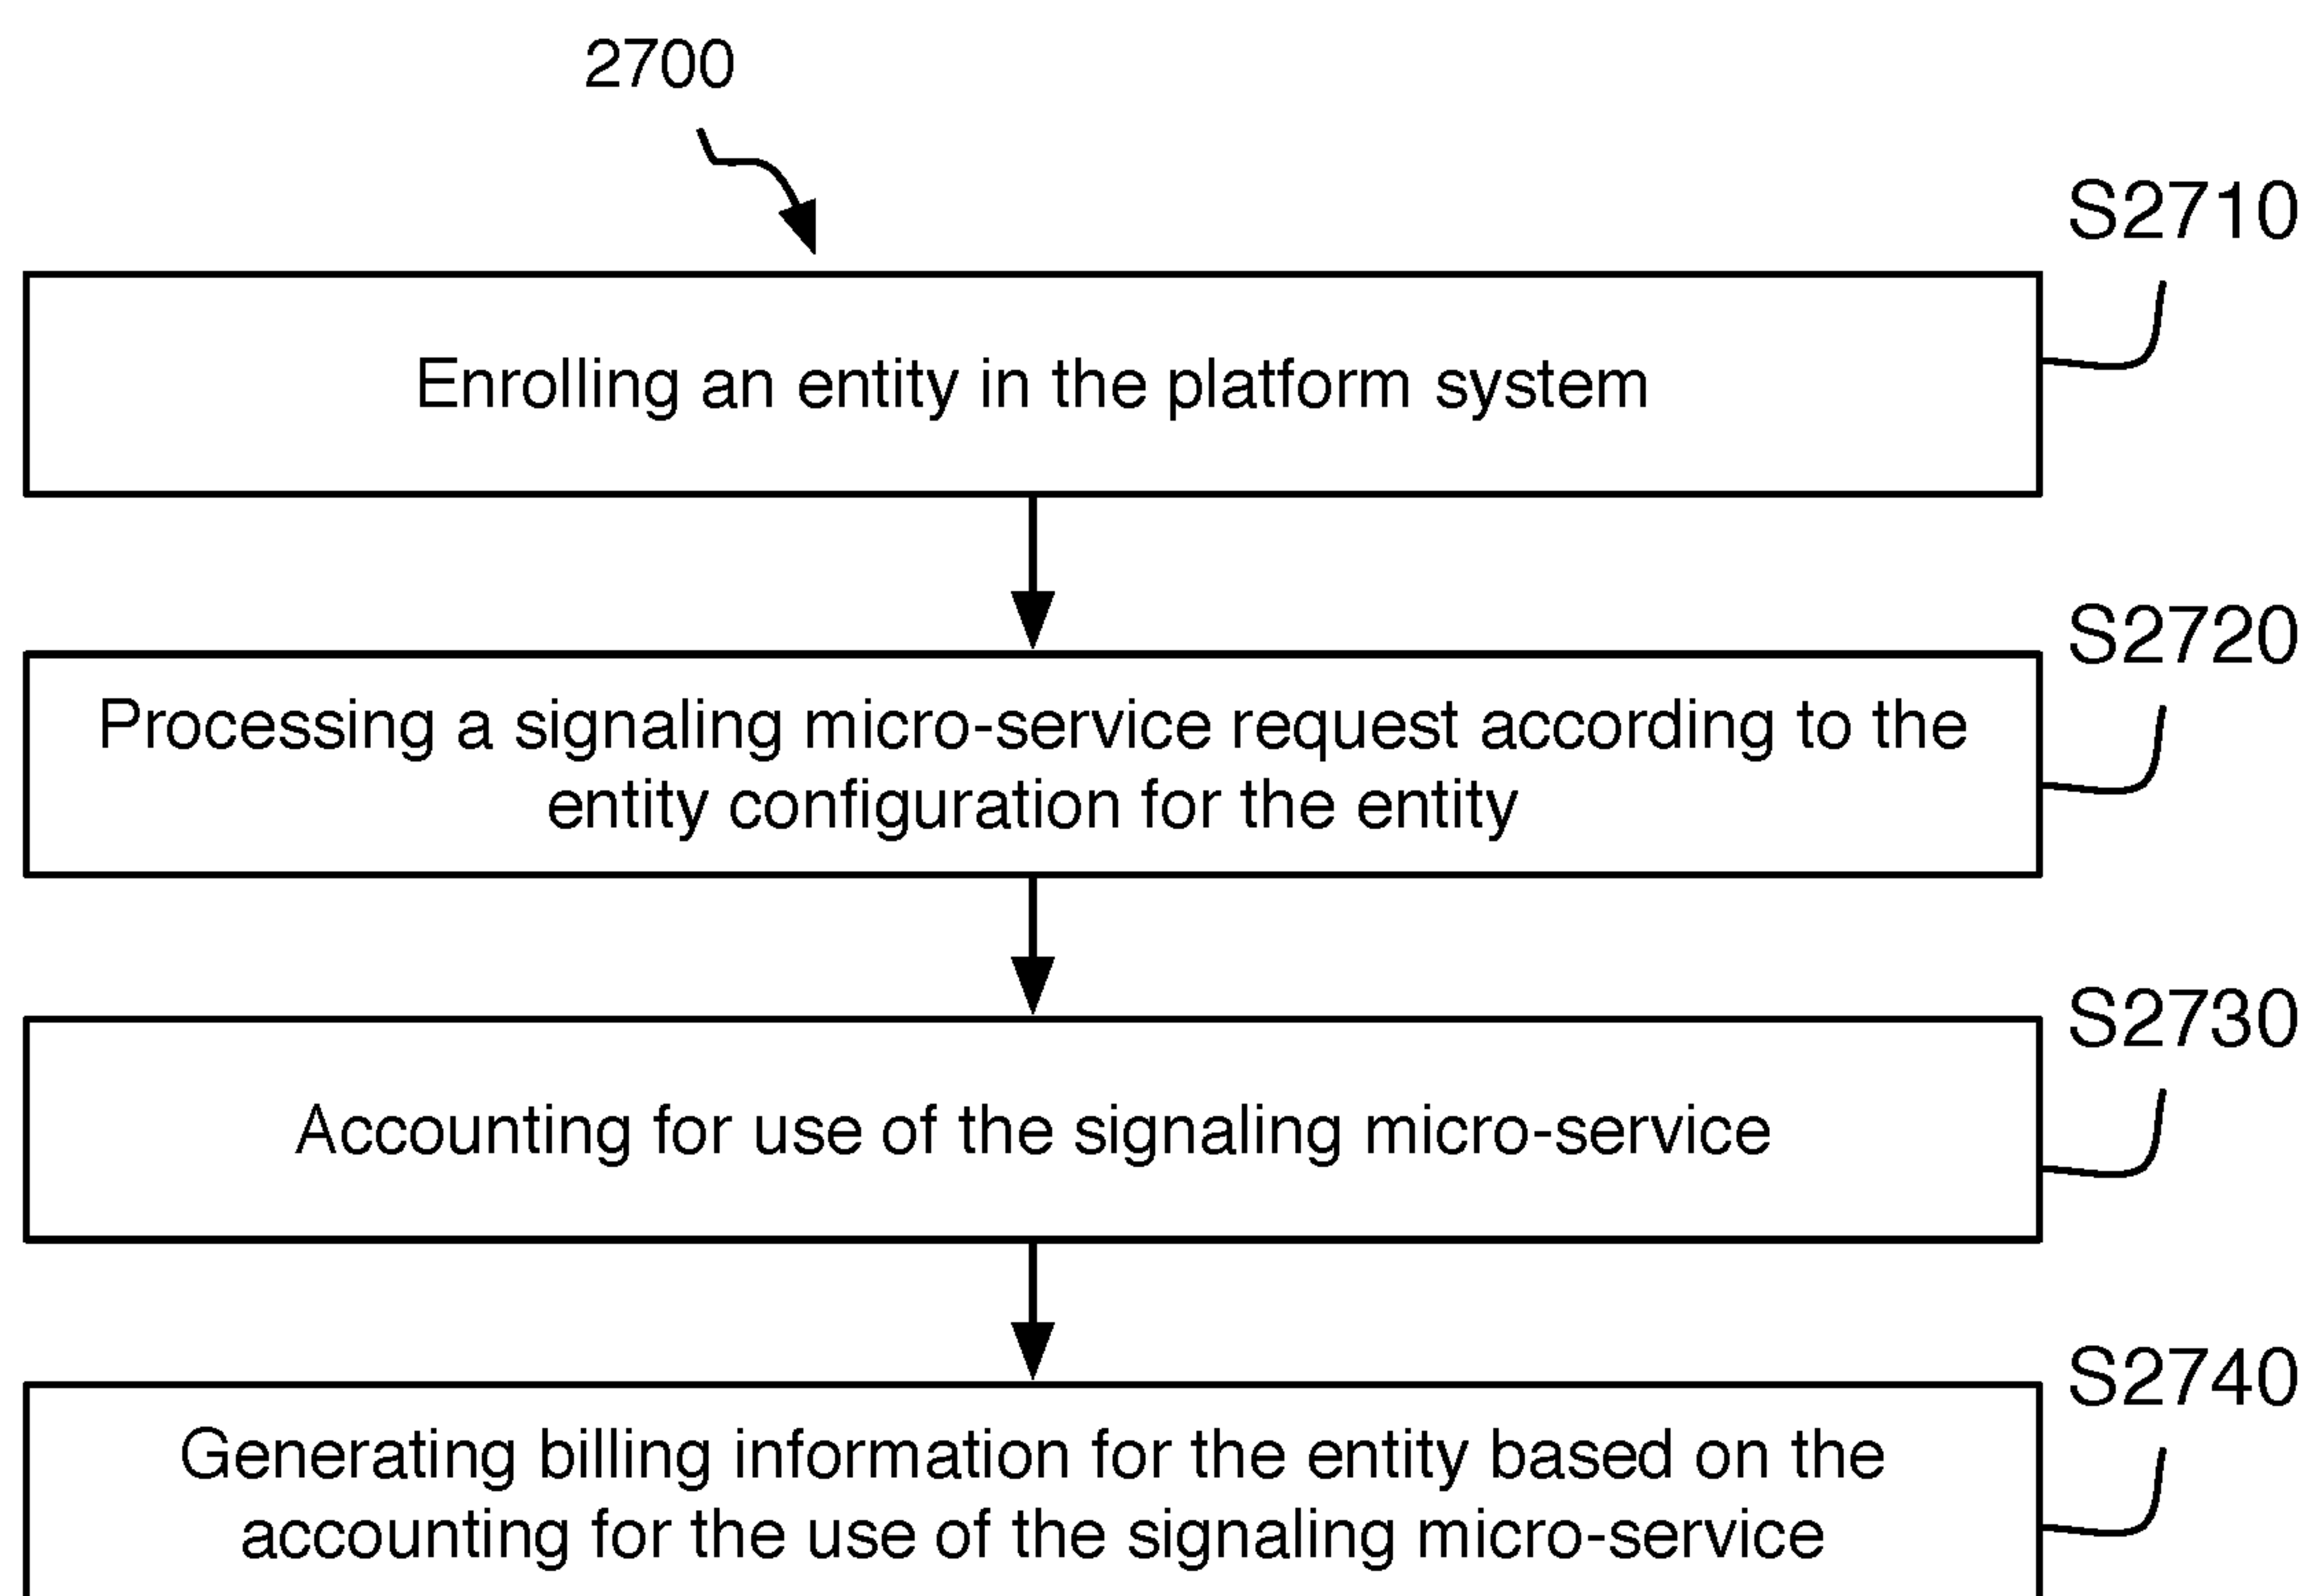 2700
S2710
Enrolling an entity in the platform system
S2720
Processing a signaling micro-service request according to the
entity configuration for the entity
S2730
Accounting for use of the signaling micro-service
S2740
Generating billing information for the entity based on the
accounting for the use of the signaling micro-service